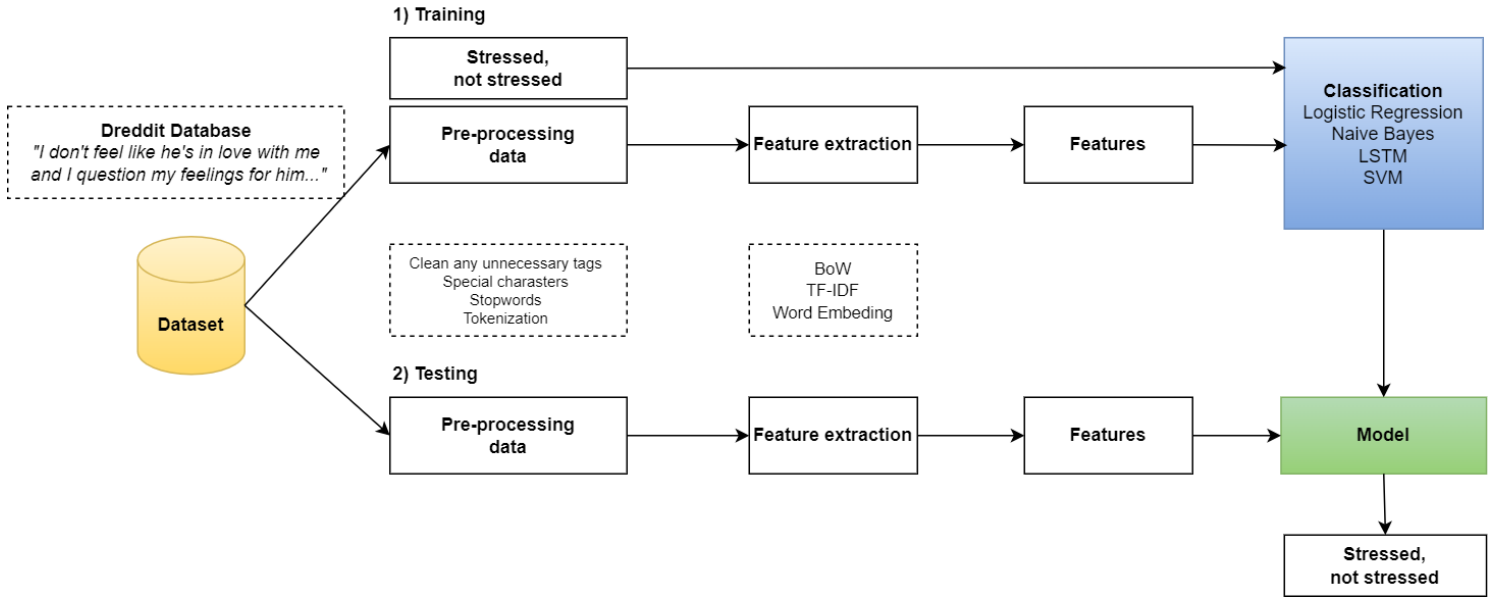 1) Training
Stressed,
not stressed
Dreddit Database
"I don't feel like he's in love with me
and I question my feelings for him..."
Pre-processing
data
Feature extraction
Features
Classification
Logistic Regression
Naive Bayes
LSTM
SVM
Dataset
Clean any unnecessary tags
Special charasters
Stopwords
Tokenization
BoW
TF-IDF
Word Embeding
2) Testing
Pre-processing
data
Feature extraction
Features
Model
Stressed,
not stressed